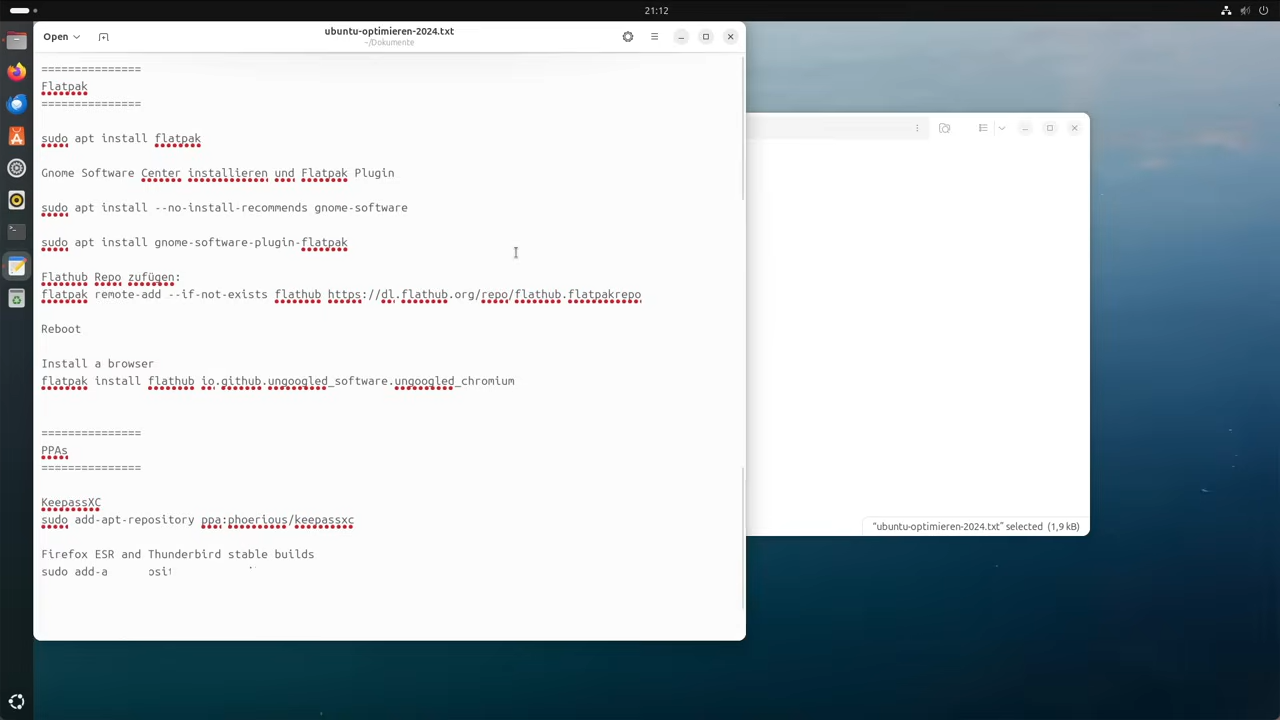 21:12
Open
ubuntu-optimieren-2024.txt
~/Dokumente
===============
Flatpak
===============
sudo apt install flatpak
Gnome Software Center installieren und Flatpak Plugin
sudo apt install --no-install-recommends gnome-software
sudo apt install gnome-software-plugin-flatpak
Flathub Repo zufügen:
flatpak remote-add --if-not-exists flathub https://dl.flathub.org/repo/flathub.flatpakrepo
Reboot
Install a browser
flatpak install flathub io.github.ungoogled_software.ungoogled_chromium
===============
PPAs
===============
KeepassXC
sudo add-apt-repository ppa:phoerious/keepassxc
Firefox ESR and Thunderbird stable builds
sudo
“ubuntu-optimieren-2024.txt” selected (1,9 kB)